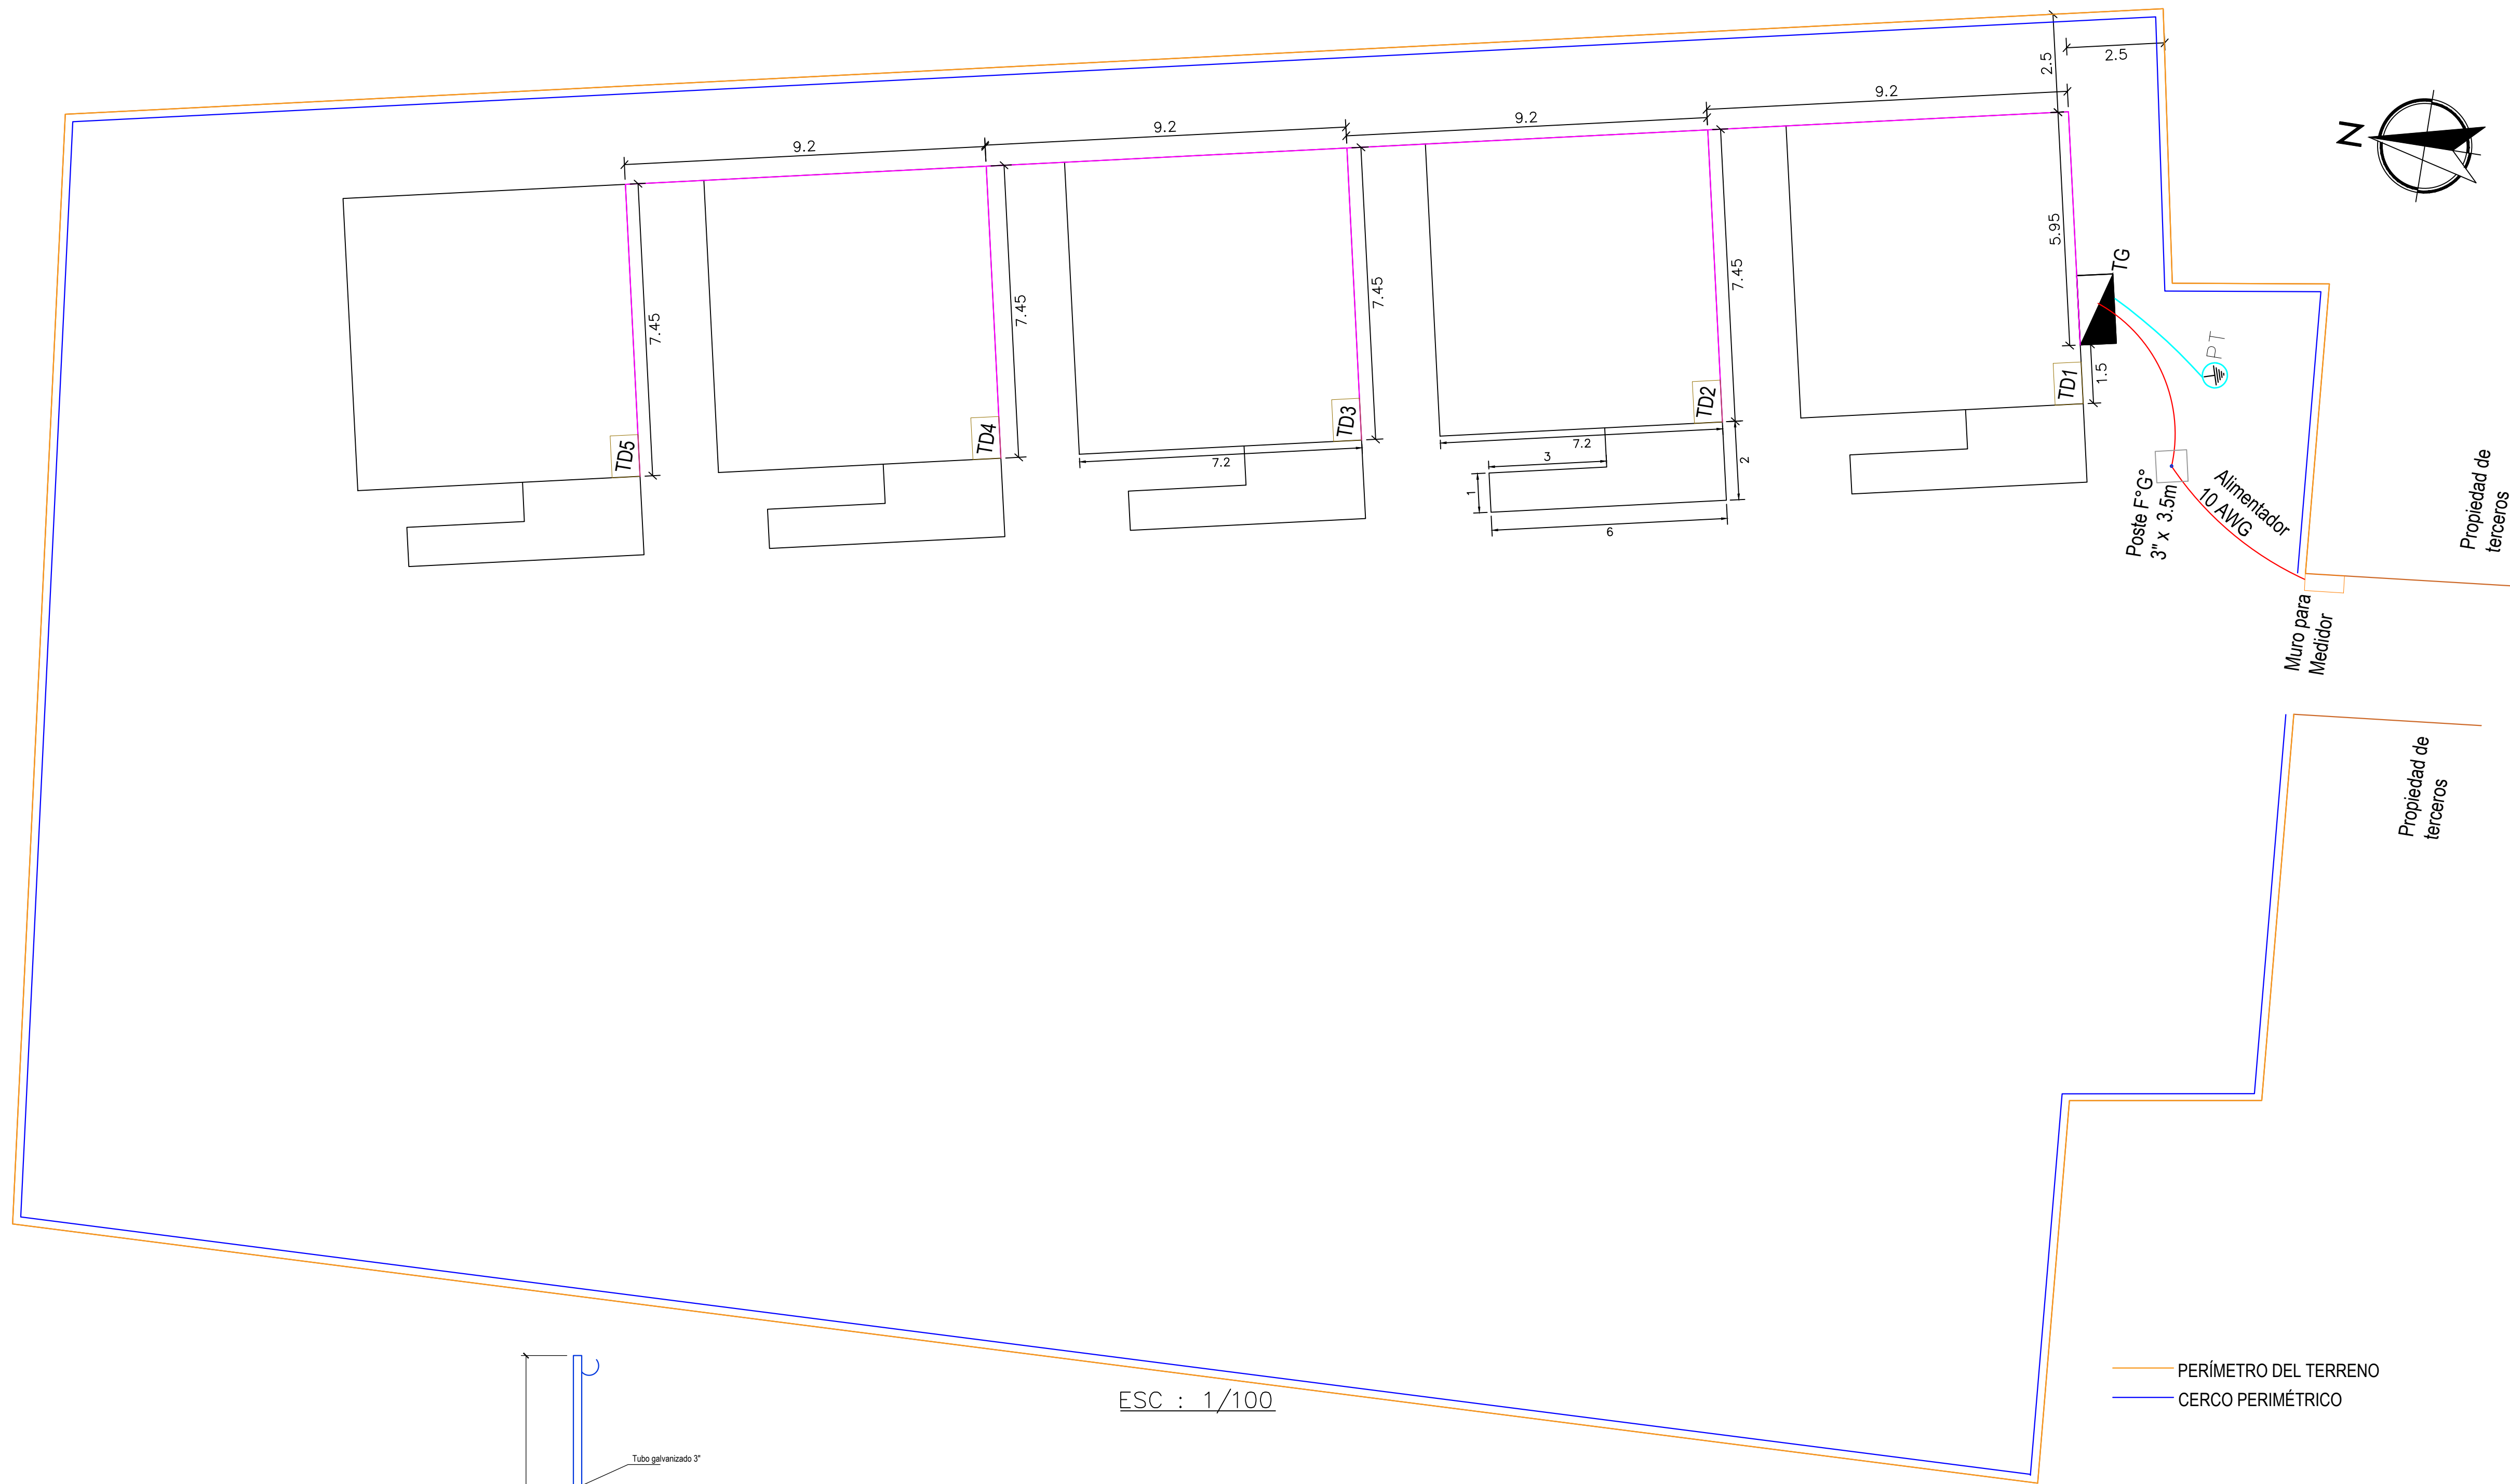 2.5
2.5
9.2
9.2
9.2
9.2
N
5.95
TG
7.45
7.45
7.45
7.45
PT
1.5
TD1
TD2
TD3
TD4
TD5
7.2
7.2
3
2
1
6
Poste F°G°
3" x 3.5m
Alimentador
10 AWG
Propiedad de
terceros
Muro para
Medidor
Propiedad de
terceros
PERÍMETRO DEL TERRENO
CERCO PERIMÉTRICO
ESC : 1/100
Tubo galvanizado 3"